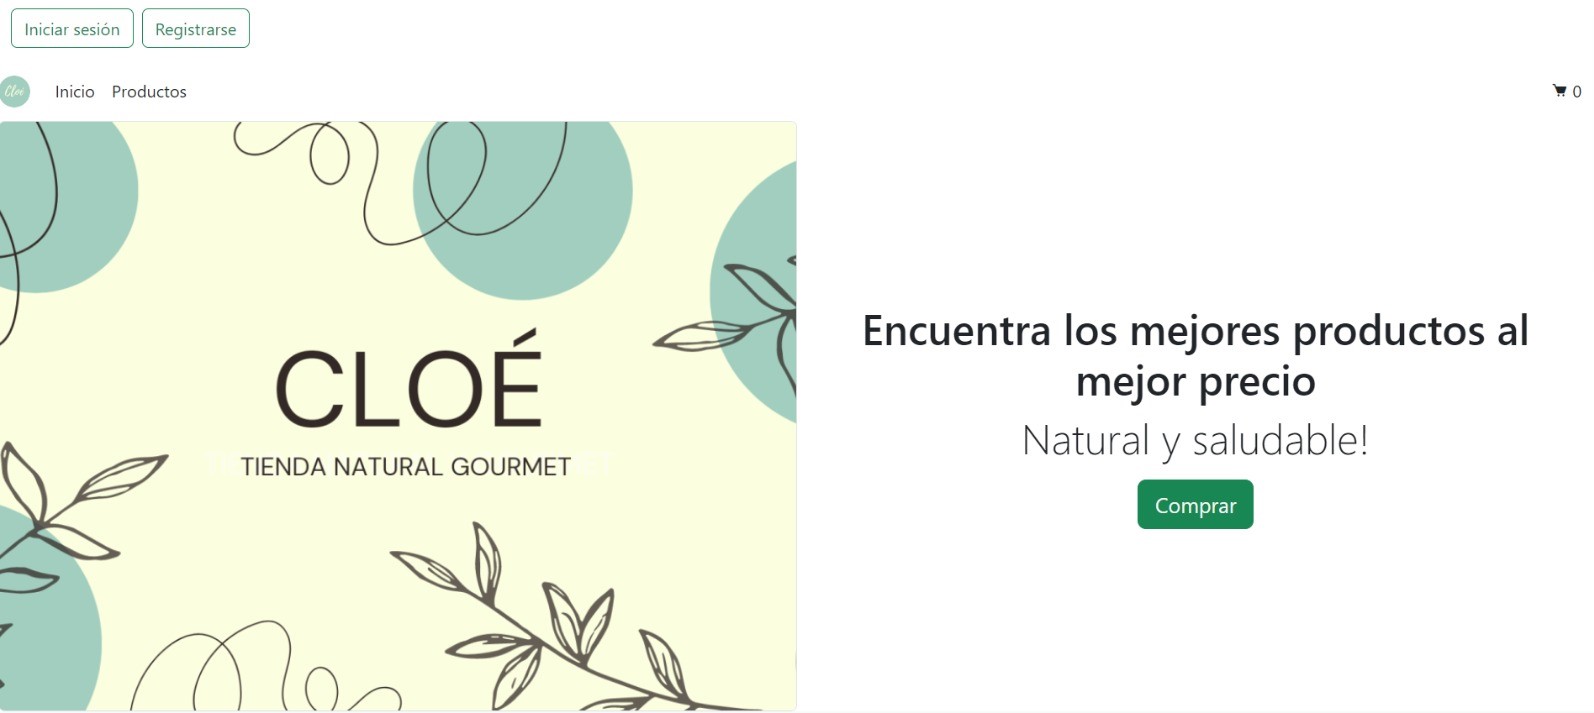 Iniciar sesión Registrarse
Cloé Inicio Productos 0
CLOÉ
TIENDA NATURAL GOURMET
Encuentra los mejores productos al
mejor precio
Natural y saludable!
Comprar